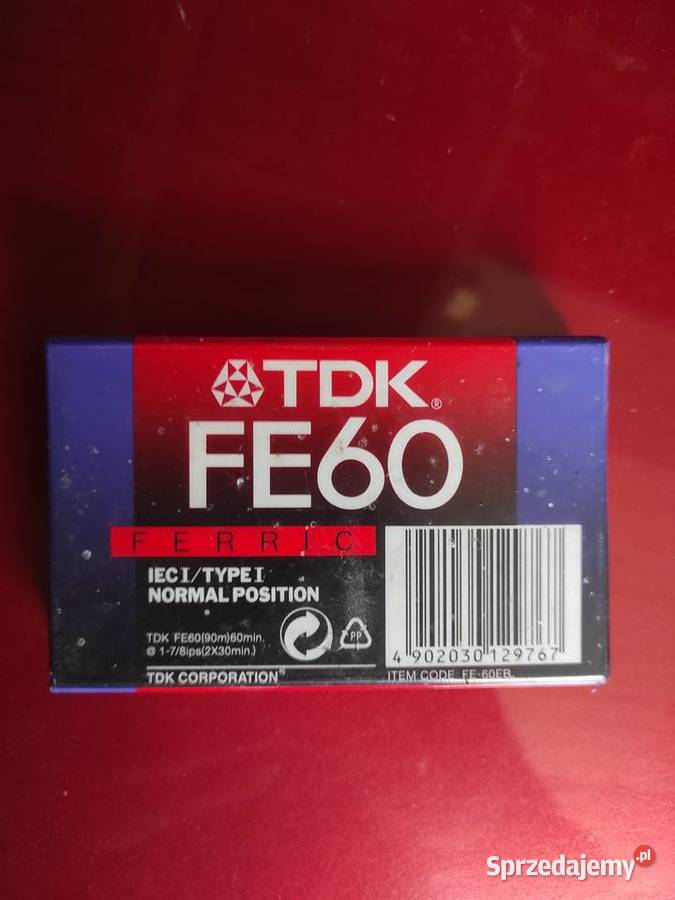 TDK®
FE60
FERRIC
IEC I/TYPE I
NORMAL POSITION
TDK FE60(90m)60min.
@ 1-7/8ips(2X30min.)
PP
TDK CORPORATION®
4 902030 129767
ITEM CODE FE-60EB
Sprzedajemy.pl